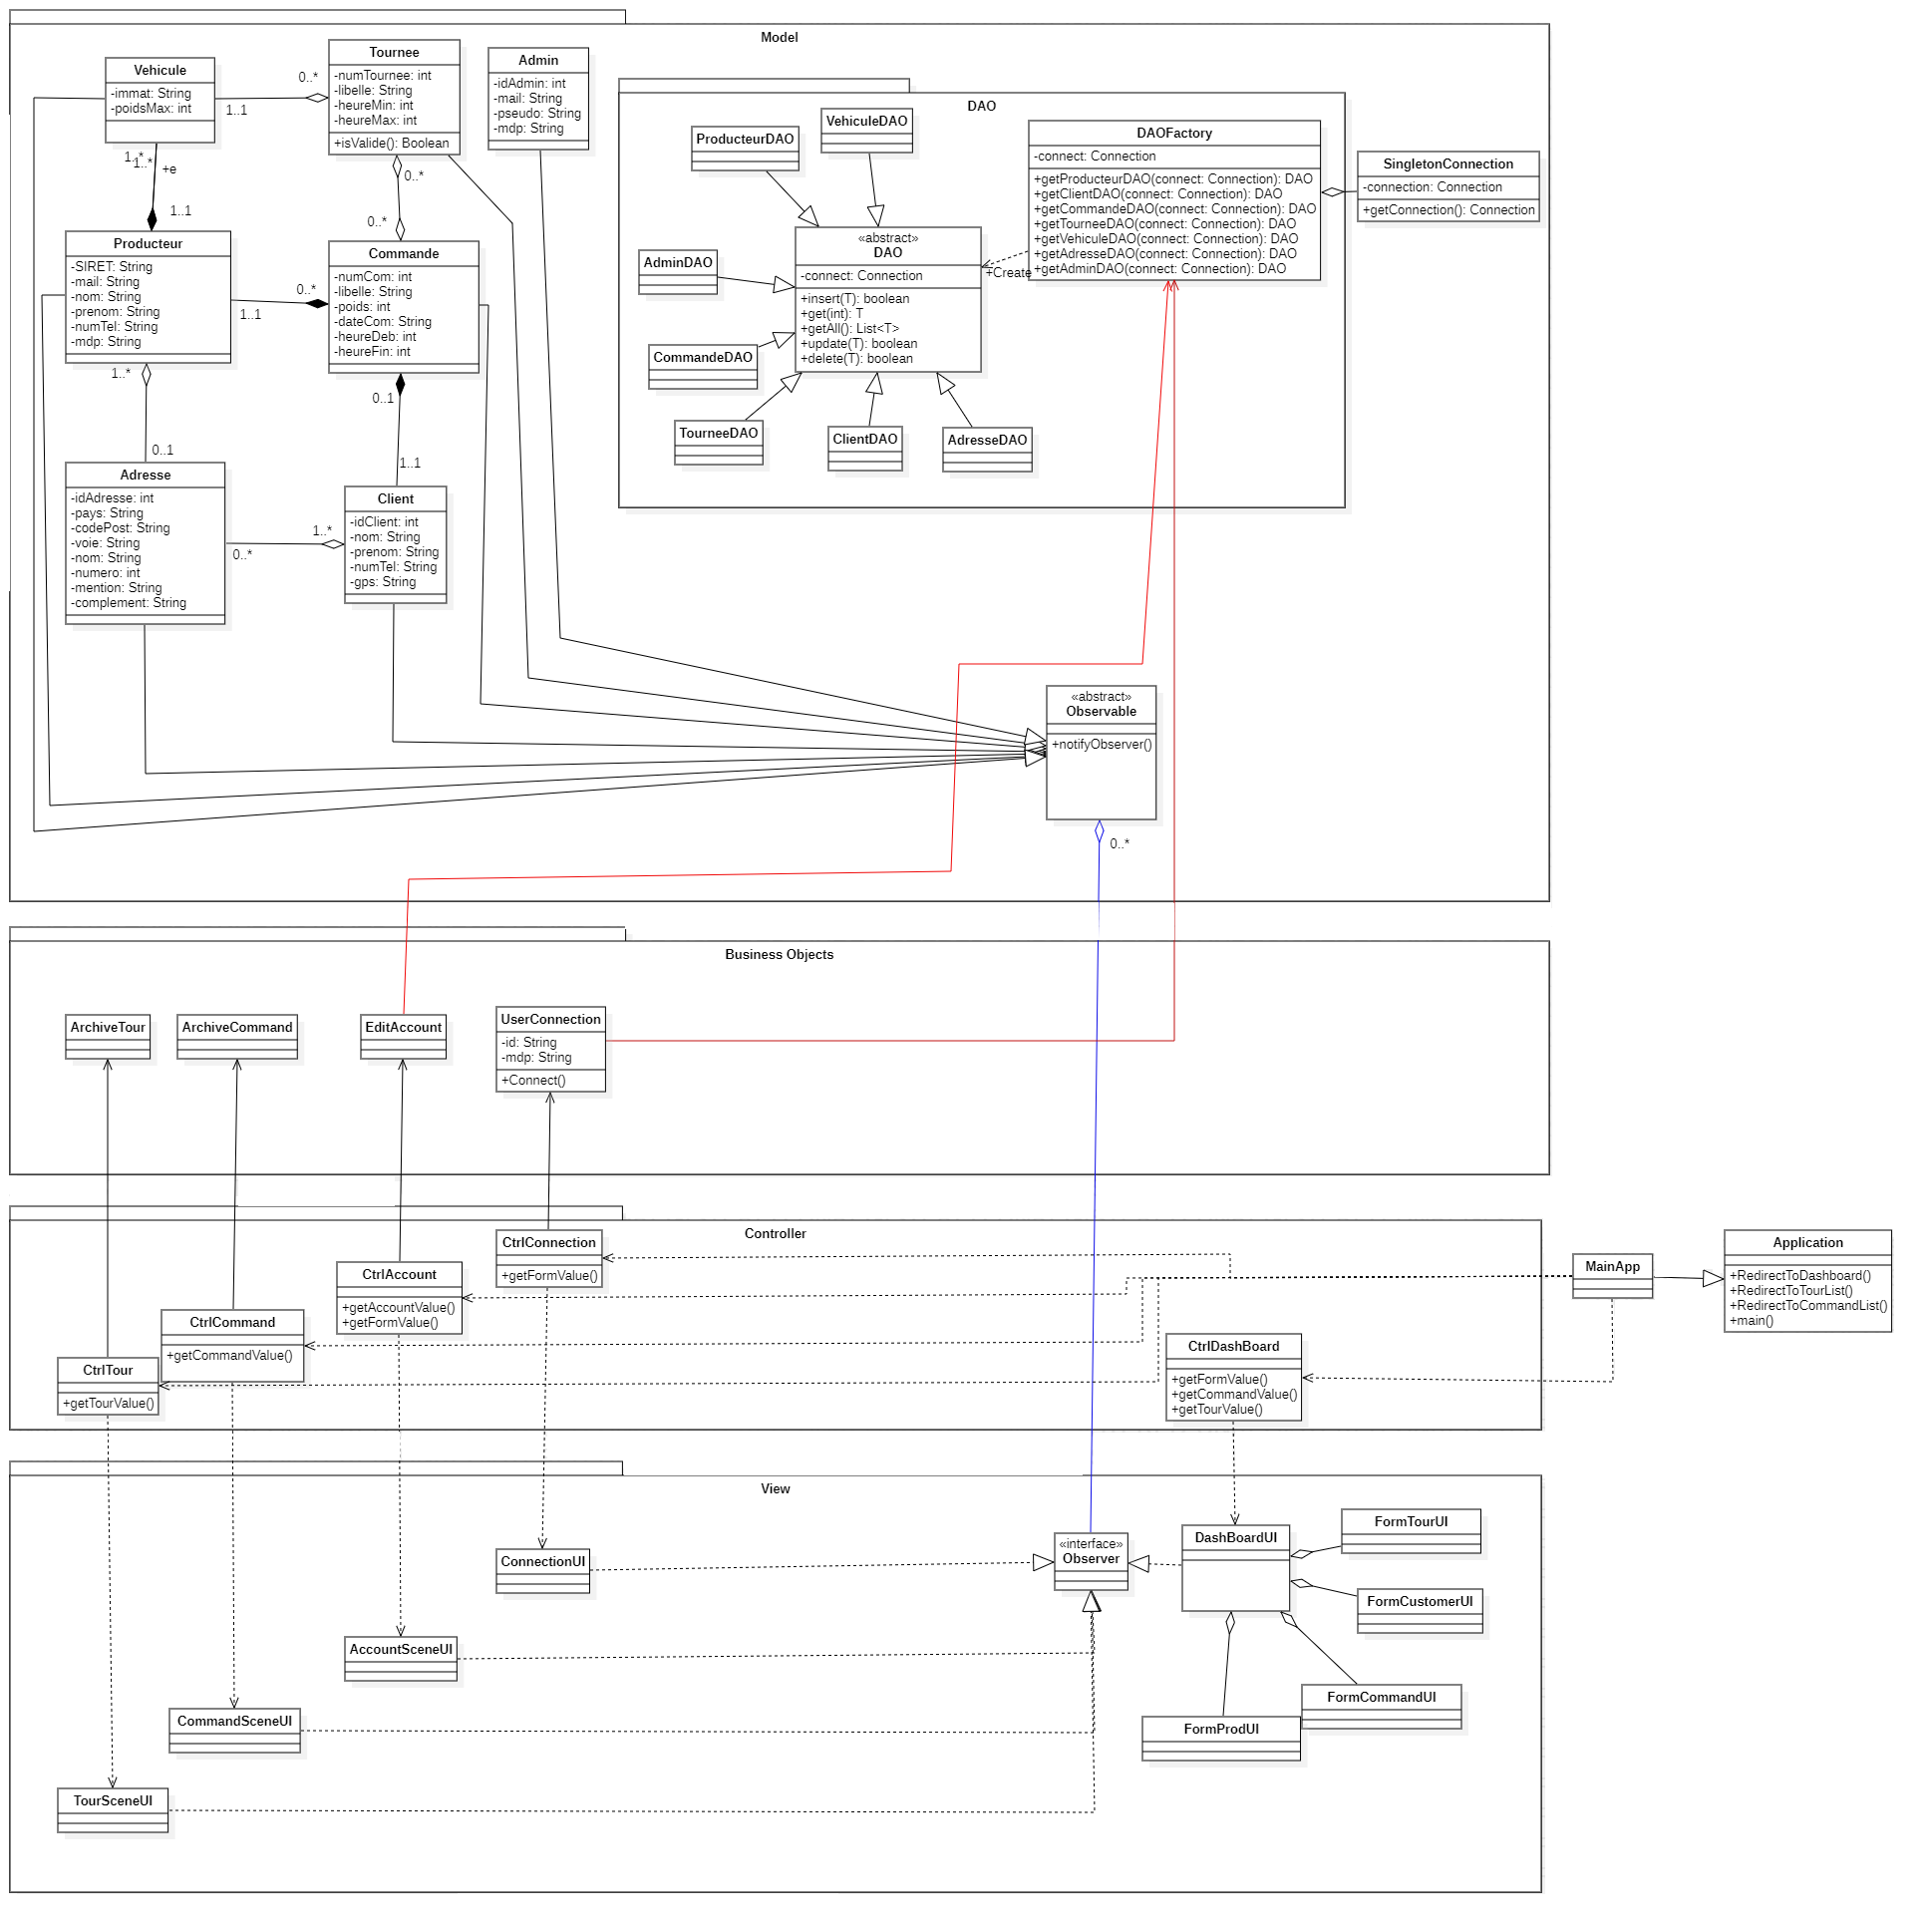 Model
Vehicule
-immat: String
-poidsMax: int
Tournee
-numTournee: int
-libelle: String
-heureMin: int
-heureMax: int
+isValide(): Boolean
Admin
-idAdmin: int
-mail: String
-pseudo: String
-mdp: String
0..*
1..1
1..*
1..*
+e
1..1
0..*
0..*
Producteur
-SIRET: String
-mail: String
-nom: String
-prenom: String
-numTel: String
-mdp: String
0..*
1..1
Commande
-numCom: int
-libelle: String
-poids: int
-dateCom: String
-heureDeb: int
-heureFin: int
1..*
0..1
0..1
1..1
Adresse
-idAdresse: int
-pays: String
-codePost: String
-voie: String
-nom: String
-numero: int
-mention: String
-complement: String
1..*
0..*
Client
-idClient: int
-nom: String
-prenom: String
-numTel: String
-gps: String
DAO
ProducteurDAO
VehiculeDAO
DAOFactory
-connect: Connection
+getProducteurDAO(connect: Connection): DAO
+getClientDAO(connect: Connection): DAO
+getCommandeDAO(connect: Connection): DAO
+getTourneeDAO(connect: Connection): DAO
+getVehiculeDAO(connect: Connection): DAO
+getAdresseDAO(connect: Connection): DAO
+getAdminDAO(connect: Connection): DAO
SingletonConnection
-connection: Connection
+getConnection(): Connection
+Create
«abstract»
DAO
-connect: Connection
+insert(T): boolean
+get(int): T
+getAll(): List<T>
+update(T): boolean
+delete(T): boolean
AdminDAO
CommandeDAO
TourneeDAO
ClientDAO
AdresseDAO
«abstract»
Observable
+notifyObserver()
0..*
Business Objects
ArchiveTour
ArchiveCommand
EditAccount
UserConnection
-id: String
-mdp: String
+Connect()
Controller
CtrlConnection
+getFormValue()
CtrlAccount
+getAccountValue()
+getFormValue()
CtrlCommand
+getCommandValue()
CtrlTour
+getTourValue()
CtrlDashBoard
+getFormValue()
+getCommandValue()
+getTourValue()
MainApp
Application
+RedirectToDashboard()
+RedirectToTourList()
+RedirectToCommandList()
+main()
View
ConnectionUI
«interface»
Observer
DashBoardUI
FormTourUI
FormCustomerUI
FormCommandUI
FormProdUI
AccountSceneUI
CommandSceneUI
TourSceneUI